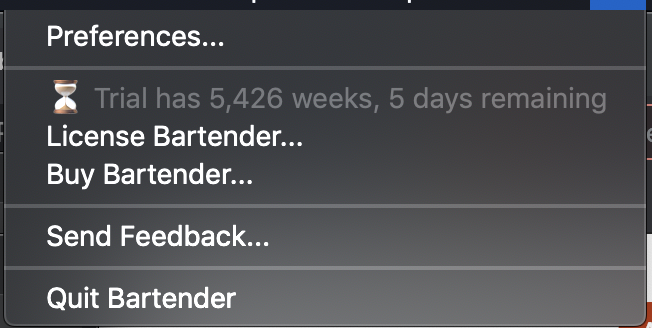 Preferences...
Trial has 5,426 weeks, 5 days remaining
License Bartender...
Buy Bartender...
Send Feedback...
Quit Bartender